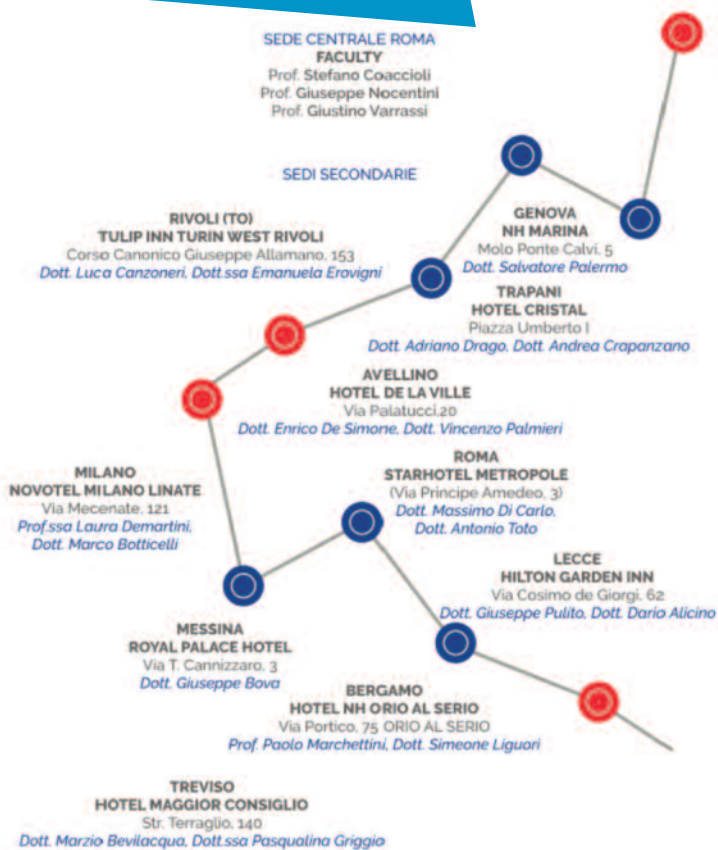 SEDE CENTRALE ROMA
FACULTY
Prof. Stefano Coaccioli
Prof. Giuseppe Nocentini
Prof. Giustino Varrassi
SEDI SECONDARIE
RIVOLI (TO)
TULIP INN TURIN WEST RIVOLI
Corso Canonico Giuseppe Allamano, 153
Dott. Luca Canzoneri, Dott.ssa Emanuela Erovigni
GENOVA
NH MARINA
Molo Ponte Calvi, 5
Dott. Salvatore Palermo
TRAPANI
HOTEL CRISTAL
Piazza Umberto I
Dott. Adriano Drago, Dott. Andrea Crapanzano
AVELLINO
HOTEL DE LA VILLE
Via Palatucci,20
Dott. Enrico De Simone, Dott. Vincenzo Palmieri
MILANO
NOVOTEL MILANO LINATE
Via Mecenate, 121
Prof.ssa Laura Demartini,
Dott. Marco Botticelli
ROMA
STARHOTEL METROPOLE
(Via Principe Amedeo, 3)
Dott. Massimo Di Carlo,
Dott. Antonio Toto
LECCE
HILTON GARDEN INN
Via Cosimo de Giorgi, 62
Dott. Giuseppe Pulito, Dott. Dario Alicino
MESSINA
ROYAL PALACE HOTEL
Via T. Cannizzaro, 3
Dott. Giuseppe Bova
BERGAMO
HOTEL NH ORIO AL SERIO
Via Portico, 75 ORIO AL SERIO
Prof. Paolo Marchettini, Dott. Simeone Liguori
TREVISO
HOTEL MAGGIOR CONSIGLIO
Str. Terraglio, 140
Dott. Marzio Bevilacqua, Dott.ssa Pasqualina Griggio